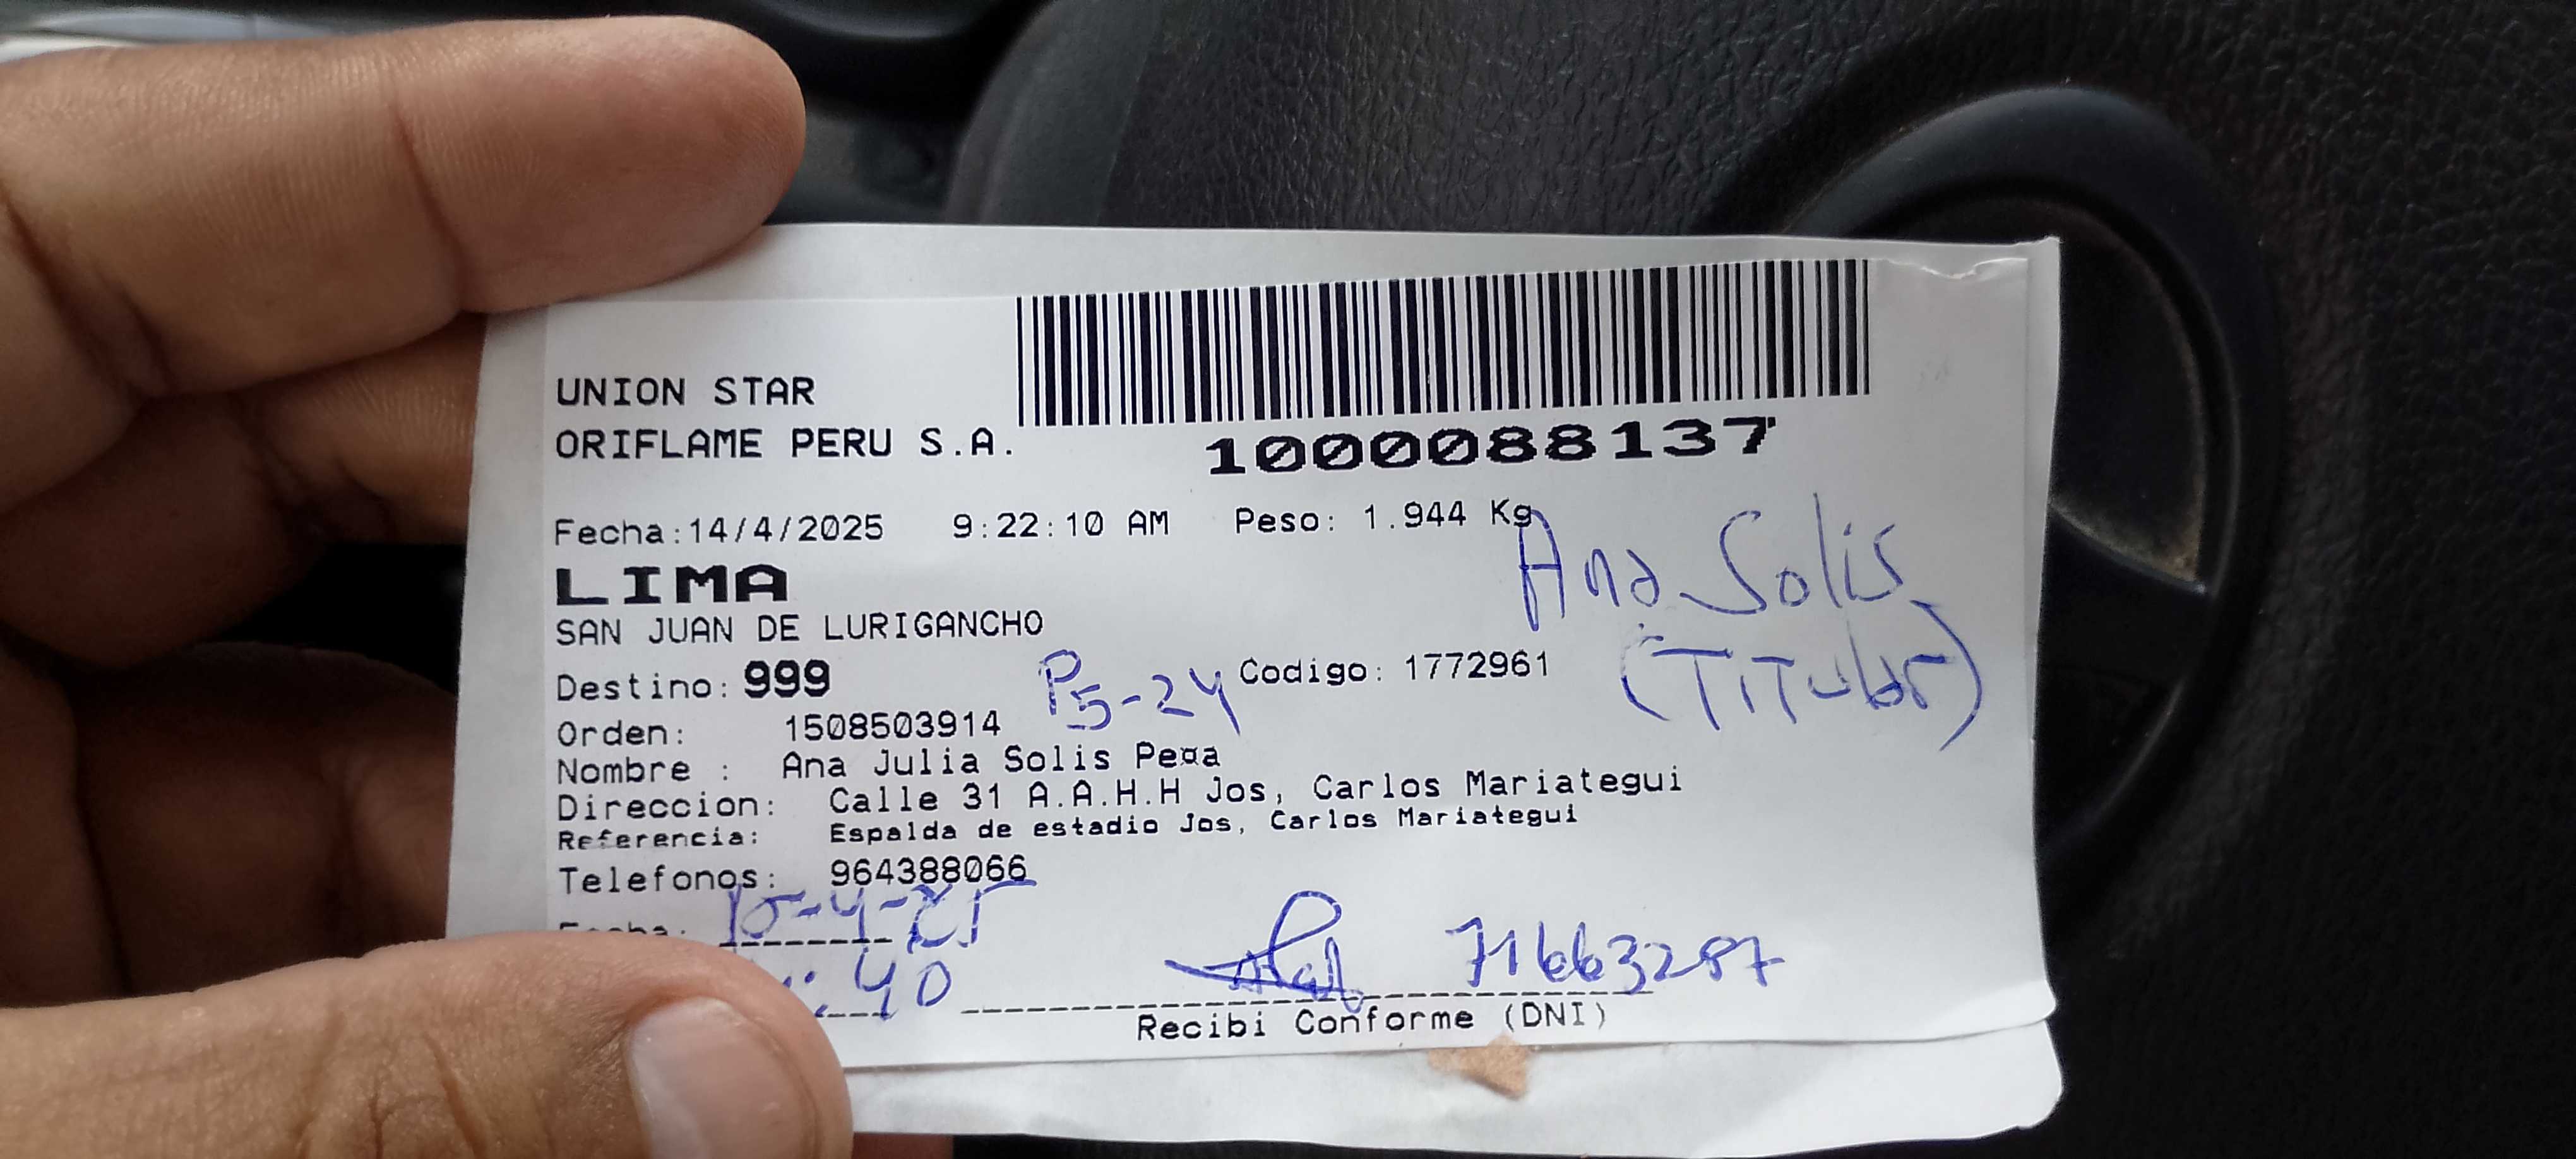 UNION STAR
ORIFLAME PERU S.A.
1000088137
Fecha:14/4/2025 9:22:10 AM Peso: 1.944 Kg
LIMA
Ana Solis
SAN JUAN DE LURIGANCHO
(Titular)
Destino: 999 P5-24 Codigo: 1772961
Orden: 1508503914
Nombre : Ana Julia Solis Pe¤a
Direccion: Calle 31 A.A.H.H Jos, Carlos Mariategui
Referencia: Espalda de estadio Jos, Carlos Mariategui
Telefonos: 964388066
Fecha: 15-4-25
:40 71663287
Recibi Conforme (DNI)